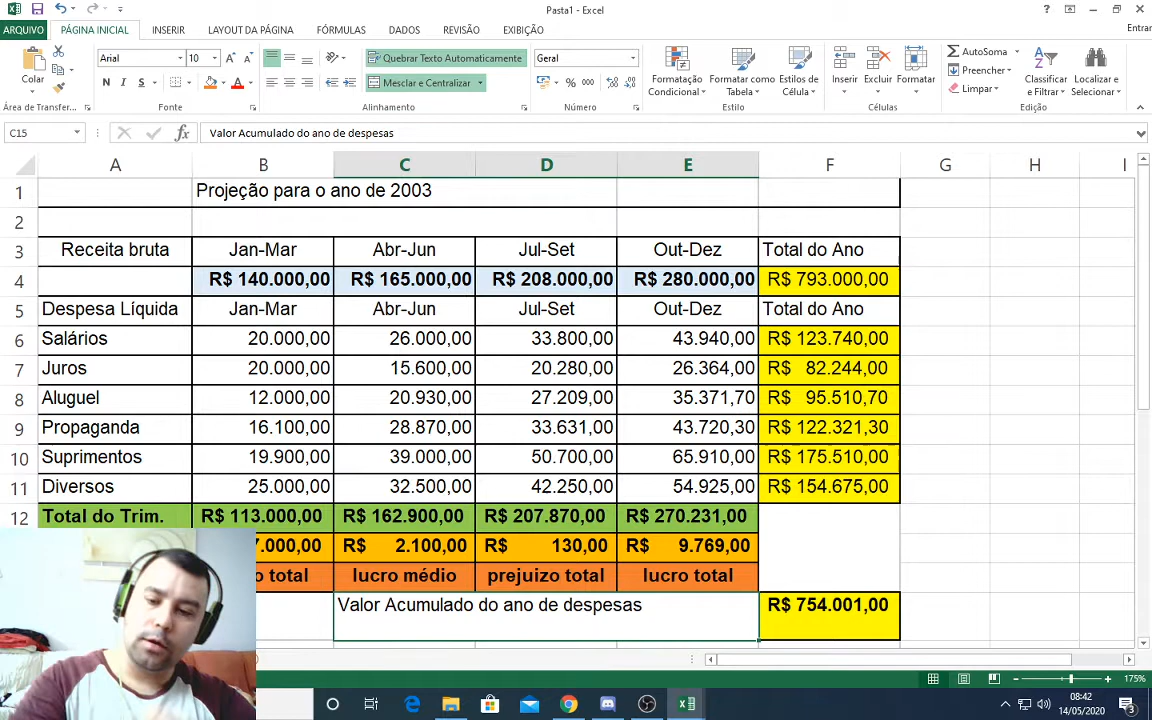 Pasta1 - Excel
?
ARQUIVO PÁGINA INICIAL INSERIR LAYOUT DA PÁGINA FÓRMULAS DADOS REVISÃO EXIBIÇÃO Entrar
Colar Arial 10 Quebrar Texto Automaticamente Geral
N I S Mesclar e Centralizar % 000
Formatação Condicional Formatar como Tabela Estilos de Célula Inserir Excluir Formatar
AutoSoma
Preencher
Limpar
Classificar e Filtrar Localizar e Selecionar
Área de Transf... Fonte Alinhamento Número Estilo Células Edição
C15 fx Valor Acumulado do ano de despesas
A B C D E F G H I
1 Projeção para o ano de 2003
2
3 Receita bruta Jan-Mar Abr-Jun Jul-Set Out-Dez Total do Ano
4 R$ 140.000,00 R$ 165.000,00 R$ 208.000,00 R$ 280.000,00 R$ 793.000,00
5 Despesa Líquida Jan-Mar Abr-Jun Jul-Set Out-Dez Total do Ano
6 Salários 20.000,00 26.000,00 33.800,00 43.940,00 R$ 123.740,00
7 Juros 20.000,00 15.600,00 20.280,00 26.364,00 R$ 82.244,00
8 Aluguel 12.000,00 20.930,00 27.209,00 35.371,70 R$ 95.510,70
9 Propaganda 16.100,00 28.870,00 33.631,00 43.720,30 R$ 122.321,30
10 Suprimentos 19.900,00 39.000,00 50.700,00 65.910,00 R$ 175.510,00
11 Diversos 25.000,00 32.500,00 42.250,00 54.925,00 R$ 154.675,00
12 Total do Trim. R$ 113.000,00 R$ 162.900,00 R$ 207.870,00 R$ 270.231,00
7.000,00 R$ 2.100,00 R$ 130,00 R$ 9.769,00
total lucro médio prejuizo total lucro total
Valor Acumulado do ano de despesas R$ 754.001,00
175%
08:42
14/05/2020
3